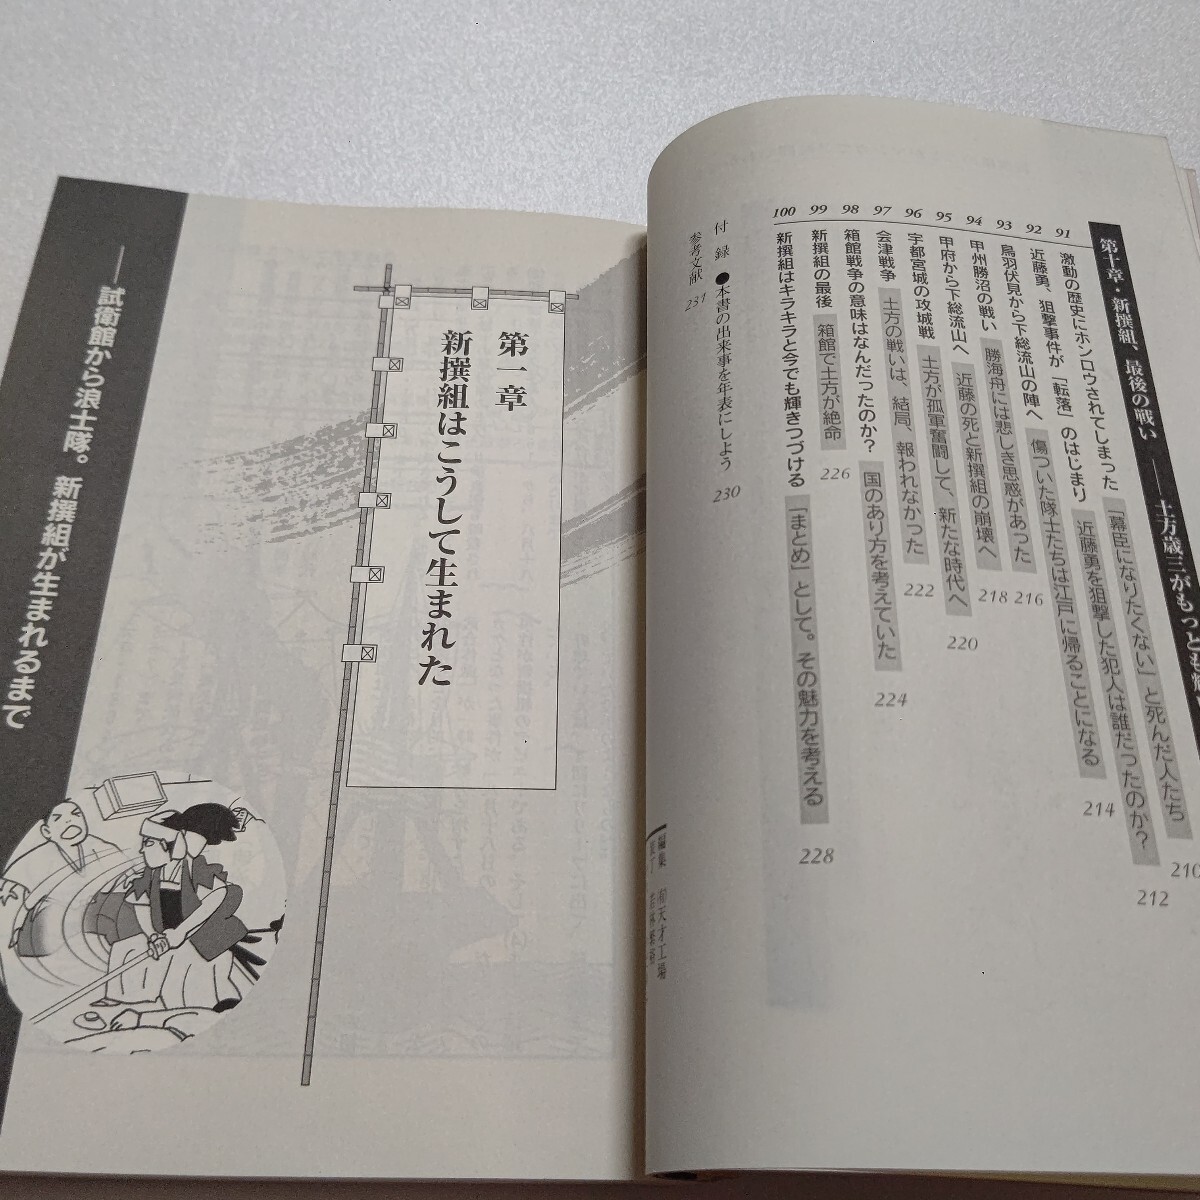 第十章・新撰組、最後の戦い ── 土方歳三がもっとも
91 激動の歴史にホンロウされてしまった 「幕臣になりたくない」と死んだ人たち 210
92 近藤勇、狙撃事件が「転落」のはじまり 近藤勇を狙撃した犯人は誰だったのか？ 212
93 鳥羽伏見から下総流山の陣へ 傷ついた隊士たちは江戸に帰ることになる 214
94 甲州勝沼の戦い 勝海舟には悲しき思惑があった 216
95 甲府から下総流山へ 近藤の死と新撰組の崩壊へ 218
96 宇都宮城の攻城戦 土方が孤軍奮闘して、新たな時代へ 220
97 会津戦争 土方の戦いは、結局、報われなかった 222
98 箱館戦争の意味はなんだったのか？ 国のあり方を考えていた 224
99 新撰組の最後 箱館で土方が絶命 226
100 新撰組はキラキラと今でも輝きつづける 「まとめ」として。その魅力を考える 228
付録 ●本書の出来事を年表にしよう 230
参考文献 231
編集 ㈲天才工場
第一章
新撰組はこうして生まれた
──試衛館から浪士隊。新撰組が生まれるまで